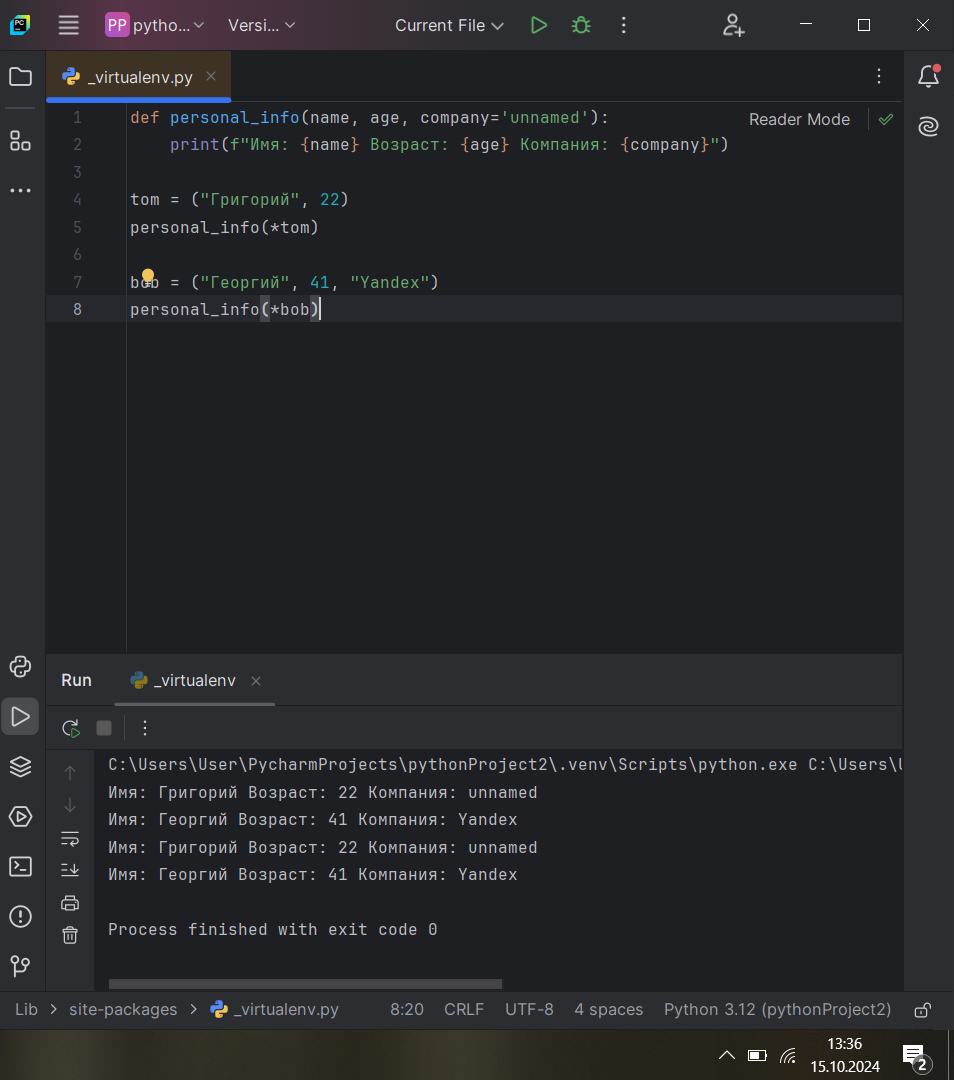 PC
PP pytho... Versi... Current File
_virtualenv.py
Reader Mode
1 def personal_info(name, age, company='unnamed'):
2     print(f"Имя: {name} Возраст: {age} Компания: {company}")
3
4 tom = ("Григорий", 22)
5 personal_info(*tom)
6
7 bob = ("Георгий", 41, "Yandex")
8 personal_info(*bob)
Run _virtualenv
C:\Users\User\PycharmProjects\pythonProject2\.venv\Scripts\python.exe C:\Users\U
Имя: Григорий Возраст: 22 Компания: unnamed
Имя: Георгий Возраст: 41 Компания: Yandex
Имя: Григорий Возраст: 22 Компания: unnamed
Имя: Георгий Возраст: 41 Компания: Yandex
Process finished with exit code 0
Lib > site-packages > _virtualenv.py 8:20 CRLF UTF-8 4 spaces Python 3.12 (pythonProject2)
13:36
15.10.2024
2